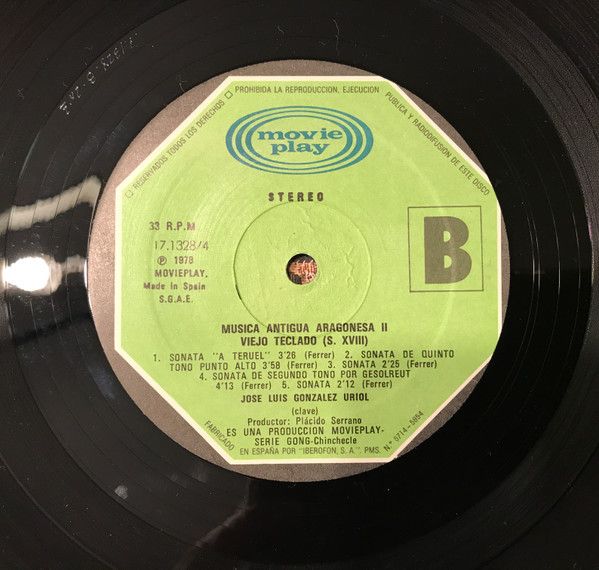 RESERVADOS TODOS LOS DERECHOS □ PROHIBIDA LA REPRODUCCION, EJECUCION PUBLICA Y RADIODIFUSION DE ESTE DISCO
movie
play
STEREO
33 R.P.M
17.1328/4
Ⓟ 1978
MOVIEPLAY.
Made in Spain
S.G.A.E.
B
MUSICA ANTIGUA ARAGONESA II
VIEJO TECLADO (S. XVIII)
1. SONATA "A TERUEL" 3'26 (Ferrer) 2. SONATA DE QUINTO
TONO PUNTO ALTO 3'58 (Ferrer) 3. SONATA 2'25 (Ferrer)
4. SONATA DE SEGUNDO TONO POR GESOLREUT
4'13 (Ferrer) 5. SONATA 2'12 (Ferrer)
JOSE LUIS GONZALEZ URIOL
(clave)
Productor: Plácido Serrano
ES UNA PRODUCCION MOVIEPLAY-
SERIE GONG-Chinchecle
FABRICADO EN ESPAÑA POR "IBEROFON, S. A." PMS. N.º 9714-5954